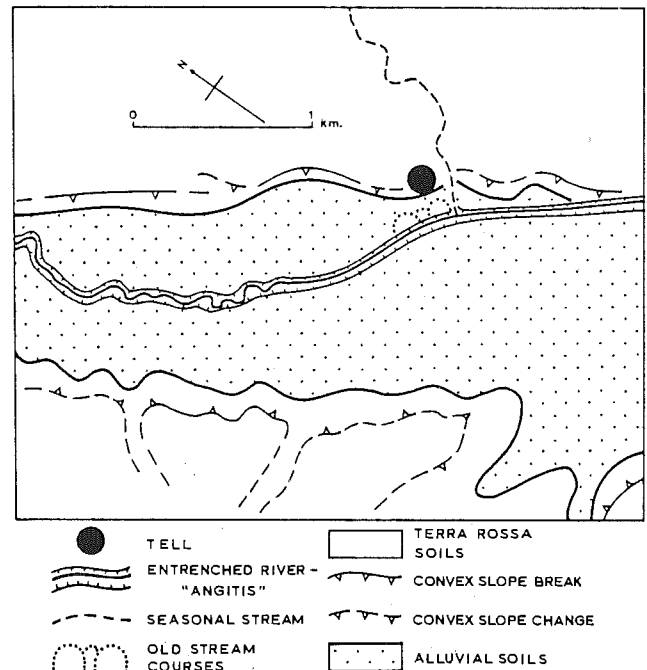 N
0 1
km.
TELL
ENTRENCHED RIVER –
"ANGITIS"
SEASONAL STREAM
OLD STREAM
COURSES
TERRA ROSSA
SOILS
CONVEX SLOPE BREAK
CONVEX SLOPE CHANGE
ALLUVIAL SOILS